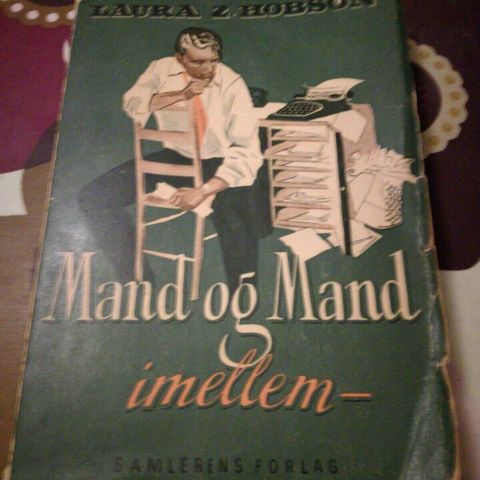 LAURA Z. HOBSON
Mand og Mand
imellem-
SAMLERENS FORLAG